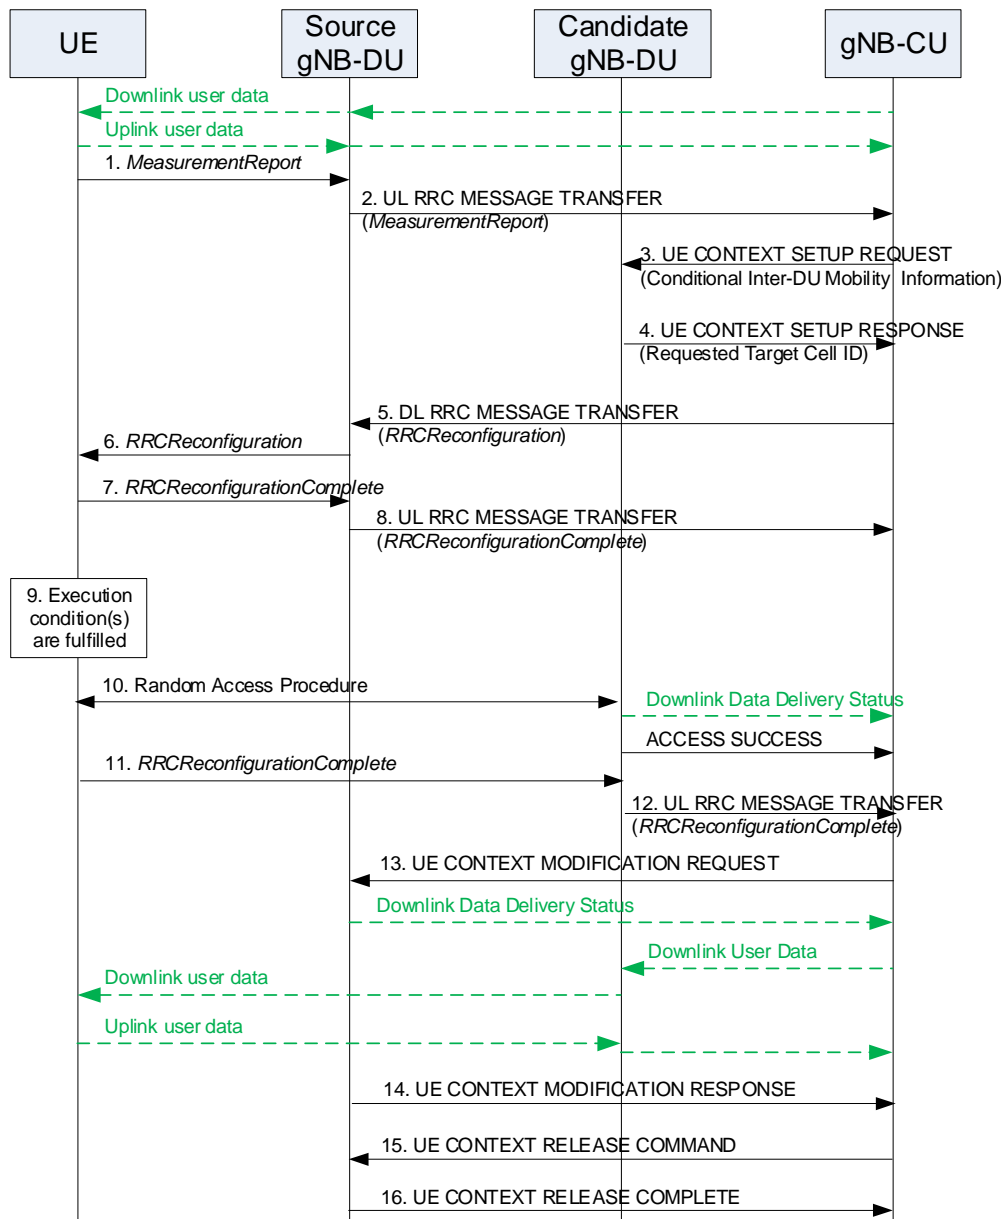 UE
Source
gNB-DU
Candidate
gNB-DU
gNB-CU
Downlink user data
Uplink user data
1. MeasurementReport
2. UL RRC MESSAGE TRANSFER
(MeasurementReport)
3. UE CONTEXT SETUP REQUEST
(Conditional Inter-DU Mobility Information)
4. UE CONTEXT SETUP RESPONSE
(Requested Target Cell ID)
5. DL RRC MESSAGE TRANSFER
(RRCReconfiguration)
6. RRCReconfiguration
7. RRCReconfigurationComplete
8. UL RRC MESSAGE TRANSFER
(RRCReconfigurationComplete)
9. Execution
condition(s)
are fulfilled
10. Random Access Procedure
Downlink Data Delivery Status
ACCESS SUCCESS
11. RRCReconfigurationComplete
12. UL RRC MESSAGE TRANSFER
(RRCReconfigurationComplete)
13. UE CONTEXT MODIFICATION REQUEST
Downlink Data Delivery Status
Downlink User Data
Downlink user data
Uplink user data
14. UE CONTEXT MODIFICATION RESPONSE
15. UE CONTEXT RELEASE COMMAND
16. UE CONTEXT RELEASE COMPLETE